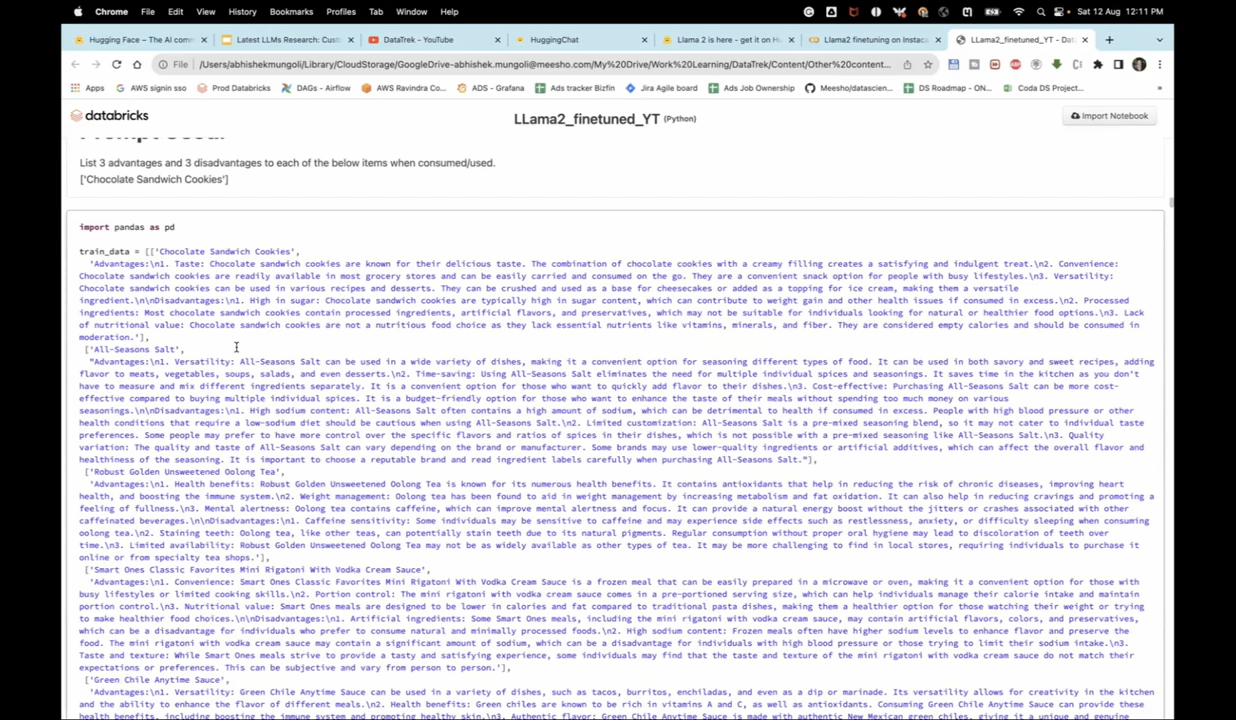 Chrome File Edit View History Bookmarks Profiles Tab Window Help Sat 12 Aug 12:11 PM
Hugging Face – The AI comm Latest LLMs Research: Cust DataTrek - YouTube HuggingChat Llama 2 is here - get it on Hu Llama2 finetuning on Instac LLama2_finetuned_YT - Dat
File /Users/abhishekmungoli/Library/CloudStorage/GoogleDrive-abhishek.mungoli@meesho.com/My%20Drive/Work%20Learning/DataTrek/Content/Other%20content...
Apps AWS signin sso Prod Databricks DAGs - Airflow AWS Ravindra Co... ADS - Grafana Ads tracker Bizfin Jira Agile board Ads Job Ownership Meesho/datascien... DS Roadmap - ON... Coda DS Project... »
databricks LLama2_finetuned_YT (Python) Import Notebook
List 3 advantages and 3 disadvantages to each of the below items when consumed/used.
['Chocolate Sandwich Cookies']
import pandas as pd
train_data = [['Chocolate Sandwich Cookies',
'Advantages:\n1. Taste: Chocolate sandwich cookies are known for their delicious taste. The combination of chocolate cookies with a creamy filling creates a satisfying and indulgent treat.\n2. Convenience:
Chocolate sandwich cookies are readily available in most grocery stores and can be easily carried and consumed on the go. They are a convenient snack option for people with busy lifestyles.\n3. Versatility:
Chocolate sandwich cookies can be used in various recipes and desserts. They can be crushed and used as a base for cheesecakes or added as a topping for ice cream, making them a versatile
ingredient.\n\nDisadvantages:\n1. High in sugar: Chocolate sandwich cookies are typically high in sugar content, which can contribute to weight gain and other health issues if consumed in excess.\n2. Processed
ingredients: Most chocolate sandwich cookies contain processed ingredients, artificial flavors, and preservatives, which may not be suitable for individuals looking for natural or healthier food options.\n3. Lack
of nutritional value: Chocolate sandwich cookies are not a nutritious food choice as they lack essential nutrients like vitamins, minerals, and fiber. They are considered empty calories and should be consumed in
moderation.'],
['All-Seasons Salt',
"Advantages:\n1. Versatility: All-Seasons Salt can be used in a wide variety of dishes, making it a convenient option for seasoning different types of food. It can be used in both savory and sweet recipes, adding
flavor to meats, vegetables, soups, salads, and even desserts.\n2. Time-saving: Using All-Seasons Salt eliminates the need for multiple individual spices and seasonings. It saves time in the kitchen as you don't
have to measure and mix different ingredients separately. It is a convenient option for those who want to quickly add flavor to their dishes.\n3. Cost-effective: Purchasing All-Seasons Salt can be more cost-
effective compared to buying multiple individual spices. It is a budget-friendly option for those who want to enhance the taste of their meals without spending too much money on various
seasonings.\n\nDisadvantages:\n1. High sodium content: All-Seasons Salt often contains a high amount of sodium, which can be detrimental to health if consumed in excess. People with high blood pressure or other
health conditions that require a low-sodium diet should be cautious when using All-Seasons Salt.\n2. Limited customization: All-Seasons Salt is a pre-mixed seasoning blend, so it may not cater to individual taste
preferences. Some people may prefer to have more control over the specific flavors and ratios of spices in their dishes, which is not possible with a pre-mixed seasoning like All-Seasons Salt.\n3. Quality
variation: The quality and taste of All-Seasons Salt can vary depending on the brand or manufacturer. Some brands may use lower-quality ingredients or artificial additives, which can affect the overall flavor and
healthiness of the seasoning. It is important to choose a reputable brand and read ingredient labels carefully when purchasing All-Seasons Salt."],
['Robust Golden Unsweetened Oolong Tea',
'Advantages:\n1. Health benefits: Robust Golden Unsweetened Oolong Tea is known for its numerous health benefits. It contains antioxidants that help in reducing the risk of chronic diseases, improving heart
health, and boosting the immune system.\n2. Weight management: Oolong tea has been found to aid in weight management by increasing metabolism and fat oxidation. It can also help in reducing cravings and promoting a
feeling of fullness.\n3. Mental alertness: Oolong tea contains caffeine, which can improve mental alertness and focus. It can provide a natural energy boost without the jitters or crashes associated with other
caffeinated beverages.\n\nDisadvantages:\n1. Caffeine sensitivity: Some individuals may be sensitive to caffeine and may experience side effects such as restlessness, anxiety, or difficulty sleeping when consuming
oolong tea.\n2. Staining teeth: Oolong tea, like other teas, can potentially stain teeth due to its natural pigments. Regular consumption without proper oral hygiene may lead to discoloration of teeth over
time.\n3. Limited availability: Robust Golden Unsweetened Oolong Tea may not be as widely available as other types of tea. It may be more challenging to find in local stores, requiring individuals to purchase it
online or from specialty tea shops.'],
['Smart Ones Classic Favorites Mini Rigatoni With Vodka Cream Sauce',
'Advantages:\n1. Convenience: Smart Ones Classic Favorites Mini Rigatoni With Vodka Cream Sauce is a frozen meal that can be easily prepared in a microwave or oven, making it a convenient option for those with
busy lifestyles or limited cooking skills.\n2. Portion control: The mini rigatoni with vodka cream sauce comes in a pre-portioned serving size, which can help individuals manage their calorie intake and maintain
portion control.\n3. Nutritional value: Smart Ones meals are designed to be lower in calories and fat compared to traditional pasta dishes, making them a healthier option for those watching their weight or trying
to make healthier food choices.\n\nDisadvantages:\n1. Artificial ingredients: Some Smart Ones meals, including the mini rigatoni with vodka cream sauce, may contain artificial flavors, colors, and preservatives,
which can be a disadvantage for individuals who prefer to consume natural and minimally processed foods.\n2. High sodium content: Frozen meals often have higher sodium levels to enhance flavor and preserve the
food. The mini rigatoni with vodka cream sauce may contain a significant amount of sodium, which can be a disadvantage for individuals with high blood pressure or those trying to limit their sodium intake.\n3.
Taste and texture: While Smart Ones meals strive to provide a tasty and satisfying experience, some individuals may find that the taste and texture of the mini rigatoni with vodka cream sauce do not match their
expectations or preferences. This can be subjective and vary from person to person.'],
['Green Chile Anytime Sauce',
'Advantages:\n1. Versatility: Green Chile Anytime Sauce can be used in a variety of dishes, such as tacos, burritos, enchiladas, and even as a dip or marinade. Its versatility allows for creativity in the kitchen
and the ability to enhance the flavor of different meals.\n2. Health benefits: Green chiles are known to be rich in vitamins A and C, as well as antioxidants. Consuming Green Chile Anytime Sauce can provide these
health benefits, including boosting the immune system and promoting healthy skin.\n3. Authentic flavor: Green Chile Anytime Sauce is made with authentic New Mexican green chiles, giving it a unique and genuine